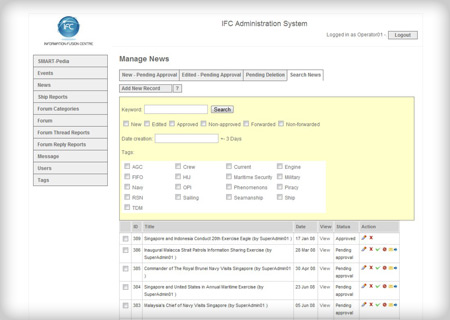 IFC
INFORMATION FUSION CENTRE
IFC Administration System
Logged in as Operator01 - Logout
SMART-Pedia
Events
News
Ship Reports
Forum Categories
Forum
Forum Thread Reports
Forum Reply Reports
Message
Users
Tags
Manage News
New - Pending Approval Edited - Pending Approval Pending Deletion Search News
Add New Record ?
Keyword: Search
New Edited Approved Non-approved Forwarded Non-forwarded
Date creation: +- 3 Days
Tags:
AGC Crew Current Engine
FIFO HIJ Maritime Security Military
Navi OPI Phenomenons Piracy
RSN Sailing Seamanship Ship
TCM
ID Title Date View Status Action
389 Singapore and Indonesia Conduct 20th Exercise Eagle (by SuperAdmin01 ) 17 Jan 08 View Approved
386 Inaugural Malacca Strait Patrols Information Sharing Exercise (by SuperAdmin01 ) 28 Mar 08 View Pending approval
385 Commander of The Royal Brunei Navy Visits Singapore (by SuperAdmin01 ) 08 Apr 08 View Pending approval
384 Singapore and United States in Annual Maritime Exercise (by SuperAdmin01 ) 23 Jun 08 View Pending approval
383 Malaysia's Chief of Navy Visits Singapore (by SuperAdmin01 ) 05 Jun 08 View Pending approval